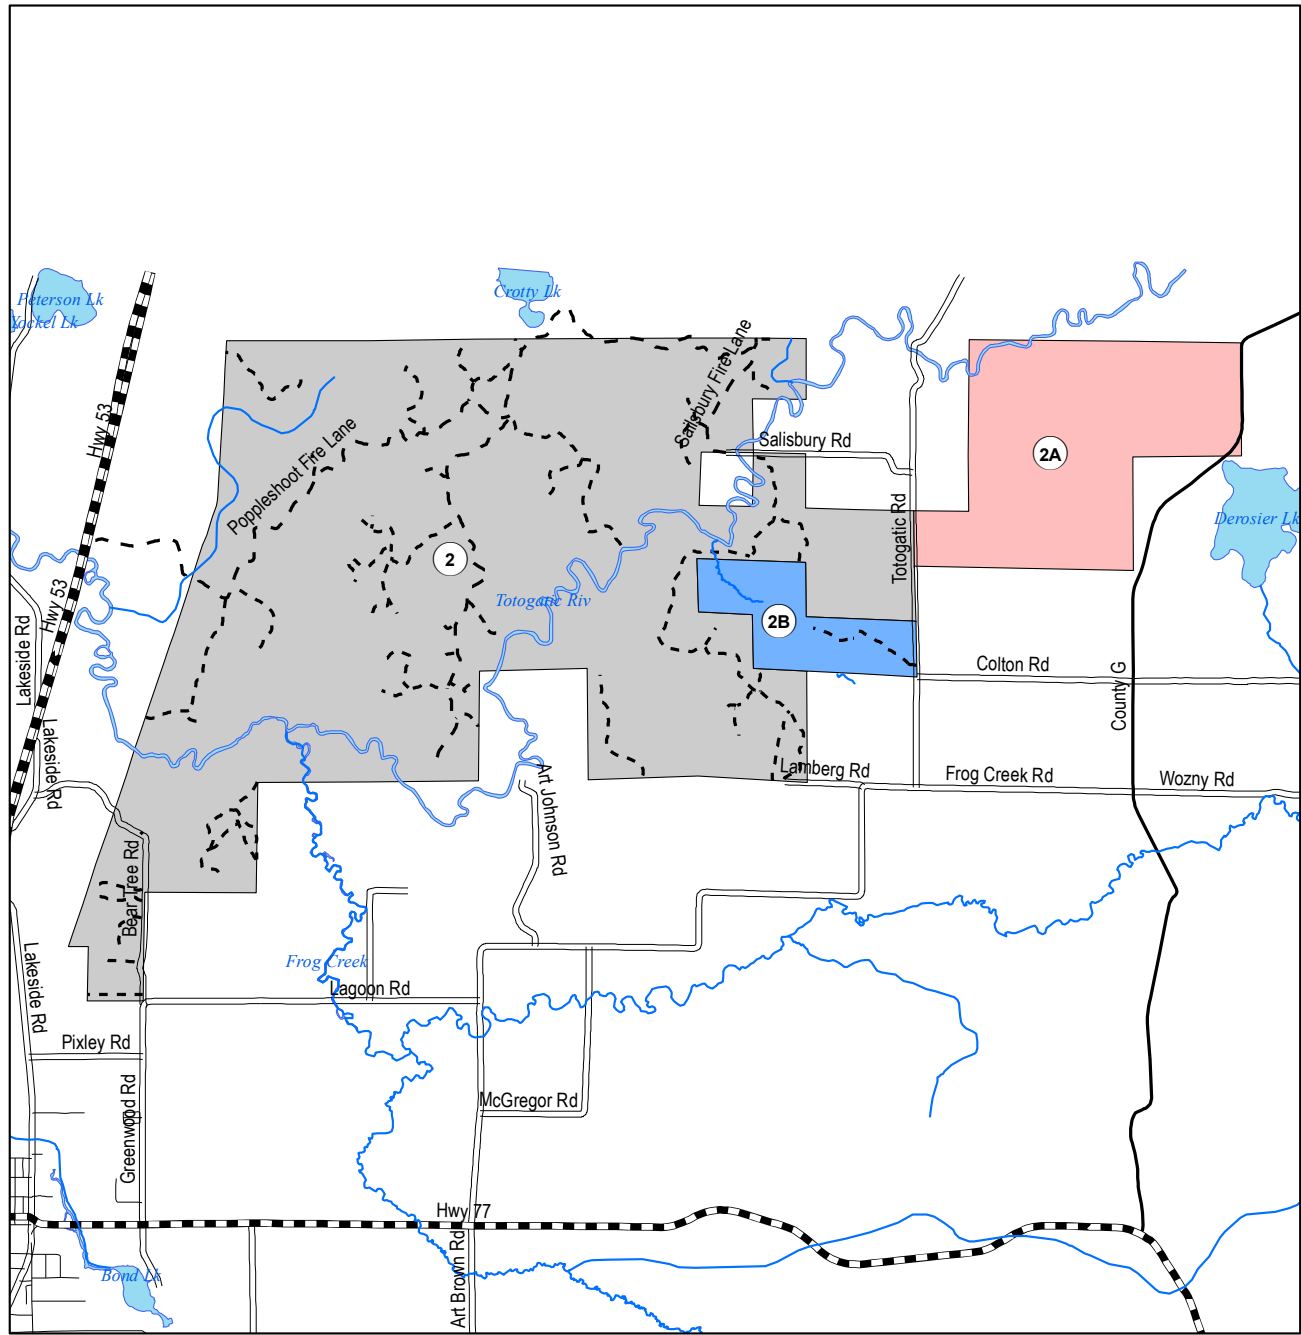 Peterson Lk
Yockel Lk
Crotty Lk
Hwy 53
Poppleshoot Fire Lane
Salisbury Fire Lane
Salisbury Rd
2A
Derosier Lk
Totogatic Rd
2
Hwy 53
Totogatic Riv
2B
Lakeside Rd
Colton Rd
County G
Lakeside Rd
Lamberg Rd
Frog Creek Rd
Wozny Rd
Art Johnson Rd
Bear Tree Rd
Lakeside Rd
Frog Creek
Lagoon Rd
Pixley Rd
McGregor Rd
Greenwood Rd
Hwy 77
Art Brown Rd
Bond Lk